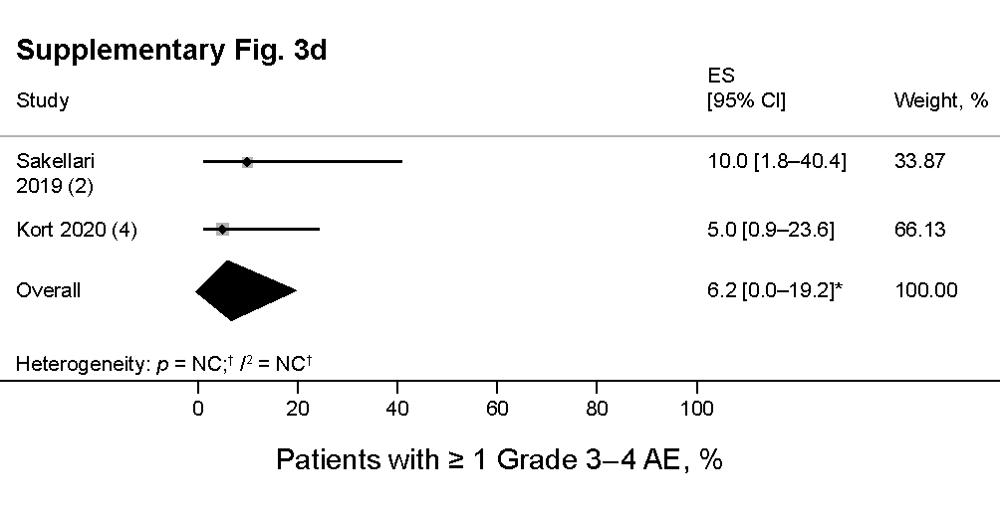 Supplementary Fig. 3d
ES
Study [95% CI] Weight, %
Sakellari 10.0 [1.8–40.4] 33.87
2019 (2)
Kort 2020 (4) 5.0 [0.9–23.6] 66.13
Overall 6.2 [0.0–19.2]* 100.00
Heterogeneity: p = NC;† I² = NC†
0 20 40 60 80 100
Patients with ≥ 1 Grade 3–4 AE, %